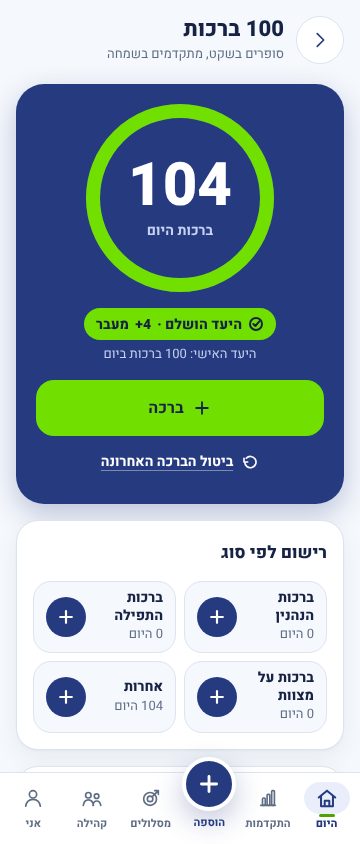 100 ברכות
סופרים בשקט, מתקדמים בשמחה
104
ברכות היום
היעד הושלם · +4 מעבר
היעד האישי: 100 ברכות ביום
ברכה
ביטול הברכה האחרונה
רישום לפי סוג
ברכות
הנהנין
0 היום
ברכות
התפילה
0 היום
ברכות על
מצוות
0 היום
אחרות
104 היום
היום
התקדמות
הוספה
מסלולים
קהילה
אני